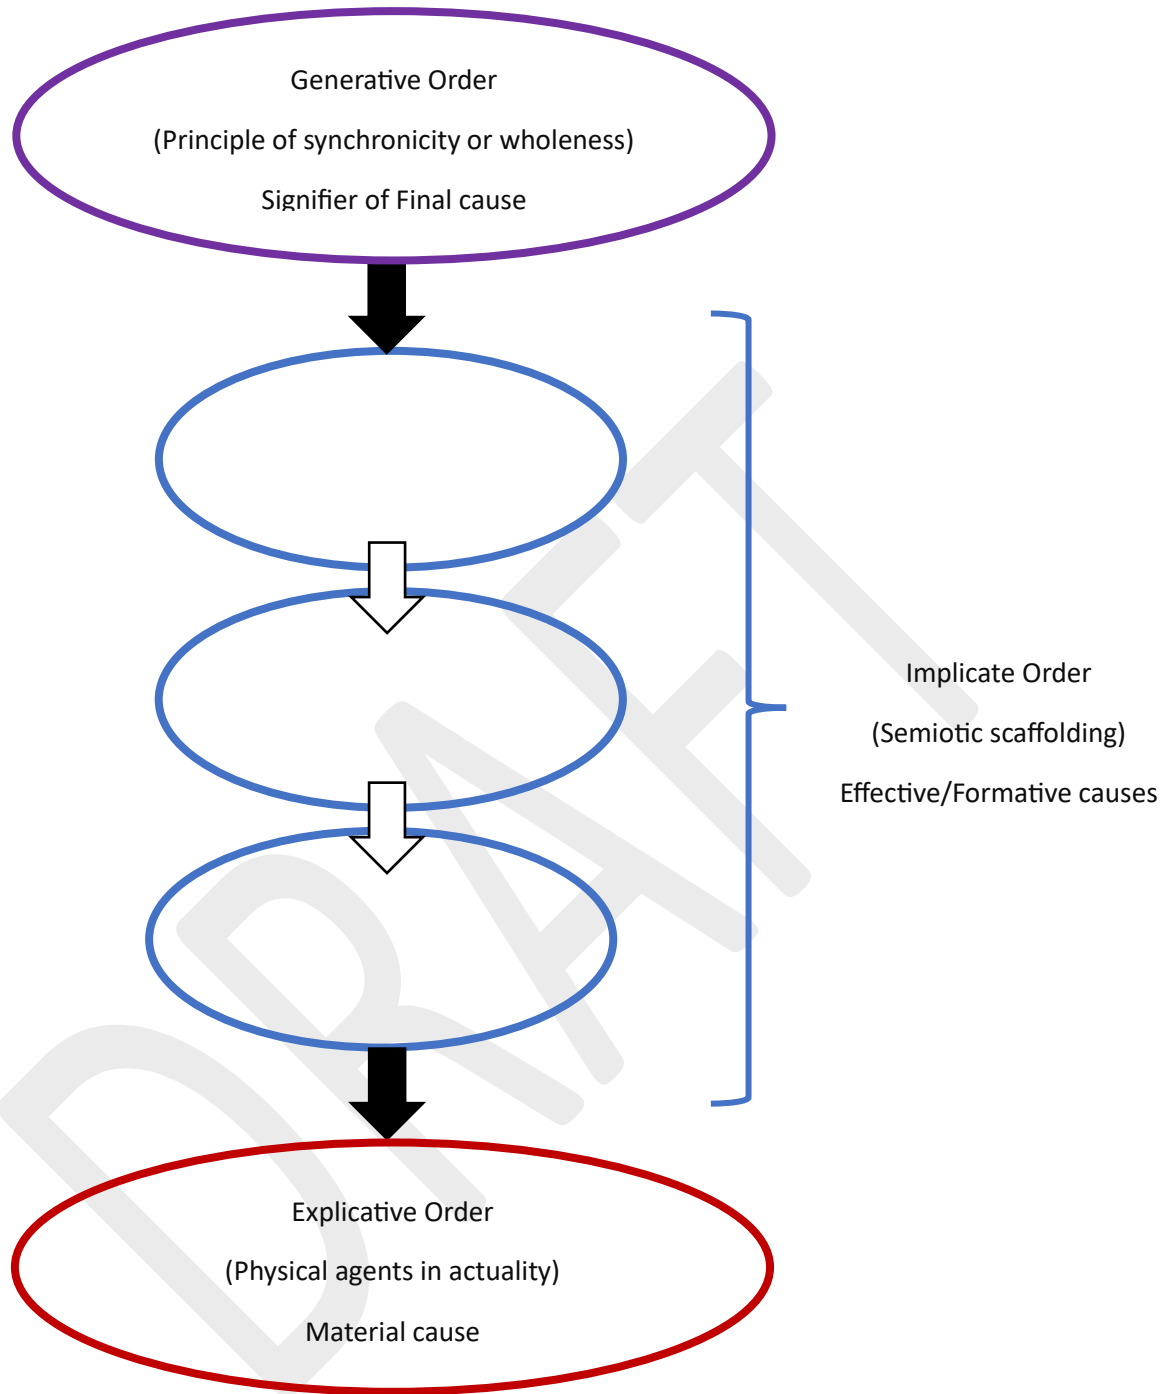 Generative Order
(Principle of synchronicity or wholeness)
Signifier of Final cause
Implicate Order
(Semiotic scaffolding)
Effective/Formative causes
Explicative Order
(Physical agents in actuality)
Material cause
DRAFT